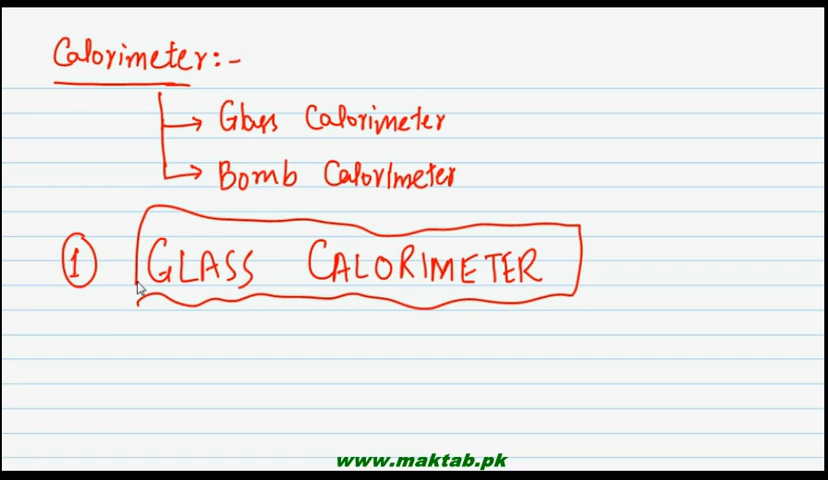 Calorimeter:-
Glass Calorimeter
Bomb Calorimeter
1 GLASS CALORIMETER
www.maktab.pk